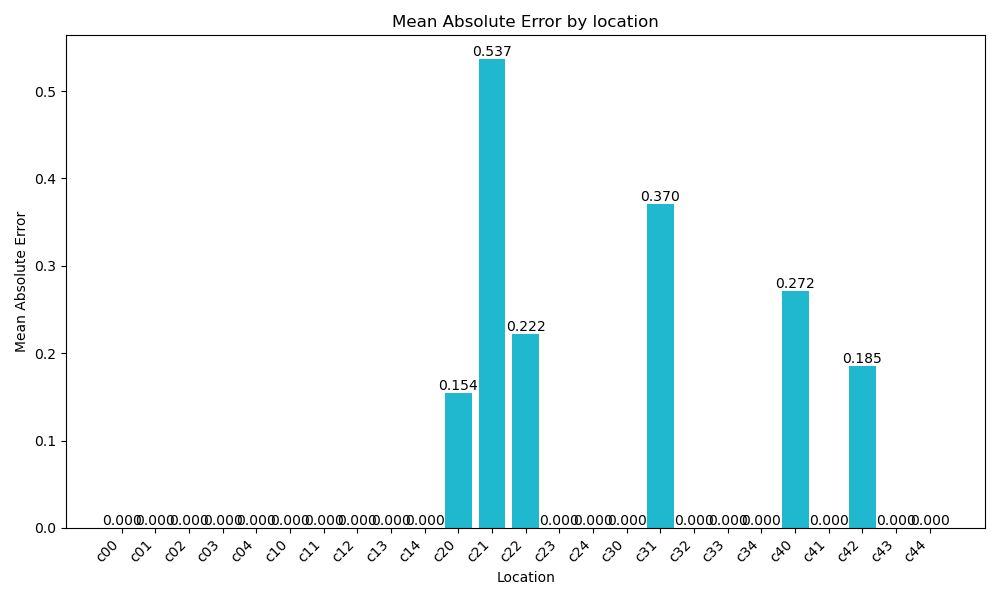 Mean Absolute Error by location
Mean Absolute Error
0.5
0.4
0.3
0.2
0.1
0.0
0.000 0.000 0.000 0.000 0.000 0.000 0.000 0.000 0.000 0.000 0.154 0.537 0.222 0.000 0.000 0.000 0.370 0.000 0.000 0.000 0.272 0.000 0.185 0.000 0.000
c00 c01 c02 c03 c04 c10 c11 c12 c13 c14 c20 c21 c22 c23 c24 c30 c31 c32 c33 c34 c40 c41 c42 c43 c44
Location